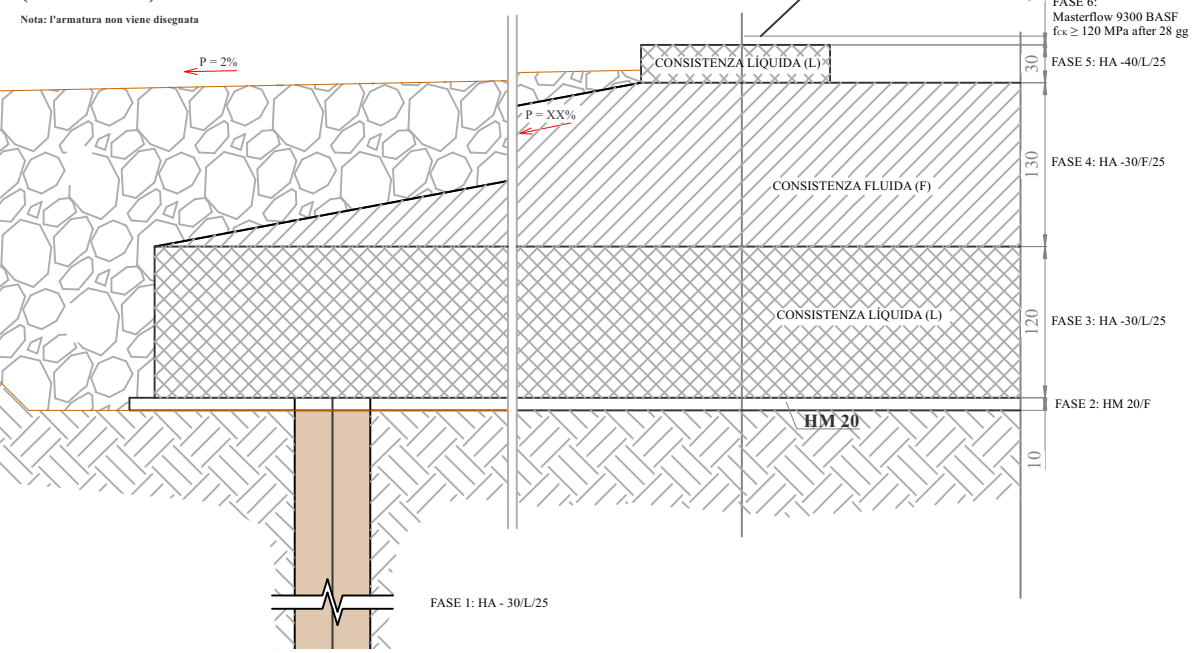 Nota: l'armatura non viene disegnata
FASE 6:
Masterflow 9300 BASF
fCK ≥ 120 MPa after 28 gg
P = 2%
CONSISTENZA LÍQUIDA (L)
30
FASE 5: HA -40/L/25
P = XX%
130
FASE 4: HA -30/F/25
CONSISTENZA FLUIDA (F)
CONSISTENZA LÍQUIDA (L)
120
FASE 3: HA -30/L/25
FASE 2: HM 20/F
HM 20
10
FASE 1: HA - 30/L/25